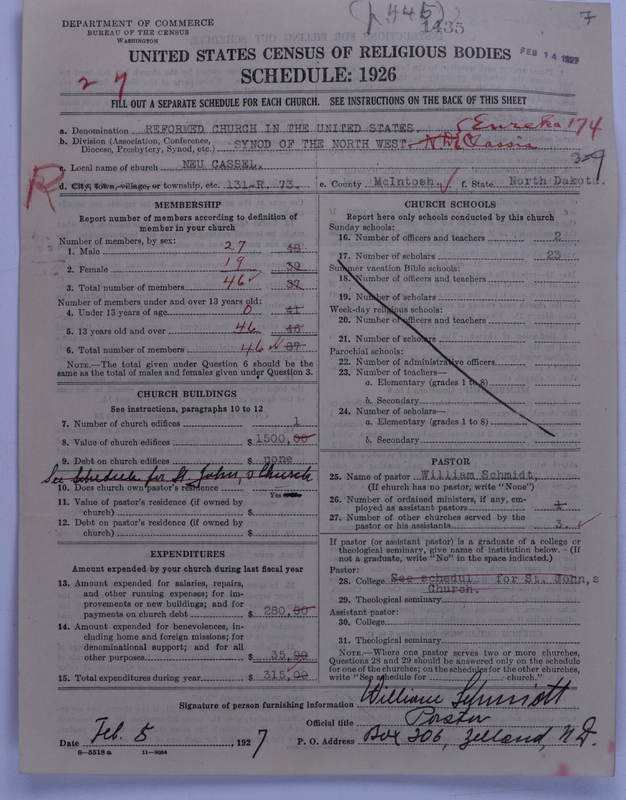 DEPARTMENT OF COMMERCE
BUREAU OF THE CENSUS
WASHINGTON
(p. 445)
1435
7
UNITED STATES CENSUS OF RELIGIOUS BODIES
FEB 14 1927
SCHEDULE: 1926
27
FILL OUT A SEPARATE SCHEDULE FOR EACH CHURCH. SEE INSTRUCTIONS ON THE BACK OF THIS SHEET
a. Denomination REFORMED CHURCH IN THE UNITED STATES. Eureka 174
b. Division (Association, Conference, Diocese, Presbytery, Synod, etc.) SYNOD OF THE NORTH WEST.
c. Local name of church NEU CASSEL.
R
d. City, town, village, or township, etc. 131-R. 73. e. County McIntosh. f. State North Dakota.
MEMBERSHIP
Report number of members according to definition of member in your church
Number of members, by sex:
1. Male 27
2. Female 19
3. Total number of members 46
Number of members under and over 13 years old:
4. Under 13 years of age 0 41
5. 13 years old and over 46 46
6. Total number of members 46 87
NOTE.—The total given under Question 6 should be the same as the total of males and females given under Question 3.
CHURCH BUILDINGS
See instructions, paragraphs 10 to 12
7. Number of church edifices 1
8. Value of church edifices $ 1500.00
9. Debt on church edifices $ none
See Schedule for St. John,s Church
10. Does church own pastor's residence
Yes
11. Value of pastor's residence (if owned by church) $
12. Debt on pastor's residence (if owned by church) $
EXPENDITURES
Amount expended by your church during last fiscal year
13. Amount expended for salaries, repairs, and other running expenses; for improvements or new buildings; and for payments on church debt $ 280.00
14. Amount expended for benevolences, including home and foreign missions; for denominational support; and for all other purposes $ 35.00
15. Total expenditures during year $ 315.00
CHURCH SCHOOLS
Report here only schools conducted by this church
Sunday schools:
16. Number of officers and teachers 2
17. Number of scholars 23
Summer vacation Bible schools:
18. Number of officers and teachers
19. Number of scholars
Week-day religious schools:
20. Number of officers and teachers
21. Number of scholars
Parochial schools:
22. Number of administrative officers
23. Number of teachers—
a. Elementary (grades 1 to 8)
b. Secondary
24. Number of scholars—
a. Elementary (grades 1 to 8)
b. Secondary
PASTOR
25. Name of pastor William Schmidt,
(If church has no pastor, write "None")
26. Number of ordained ministers, if any, employed as assistant pastors 1
27. Number of other churches served by the pastor or his assistants 3.
If pastor (or assistant pastor) is a graduate of a college or theological seminary, give name of institution below. (If not a graduate, write "No" in the space indicated.)
Pastor:
28. College See schedule for St. John,s Church.
29. Theological seminary
Assistant pastor:
30. College
31. Theological seminary
NOTE.—Where one pastor serves two or more churches, Questions 28 and 29 should be answered only on the schedule for one of the churches; on the schedules for the other churches, write "See schedule for church."
Signature of person furnishing information William Schmidt
Official title Pastor
Date Feb. 5, 1927 P. O. Address Box 206, Zeeland, N.D.
8—5518a 11—9064